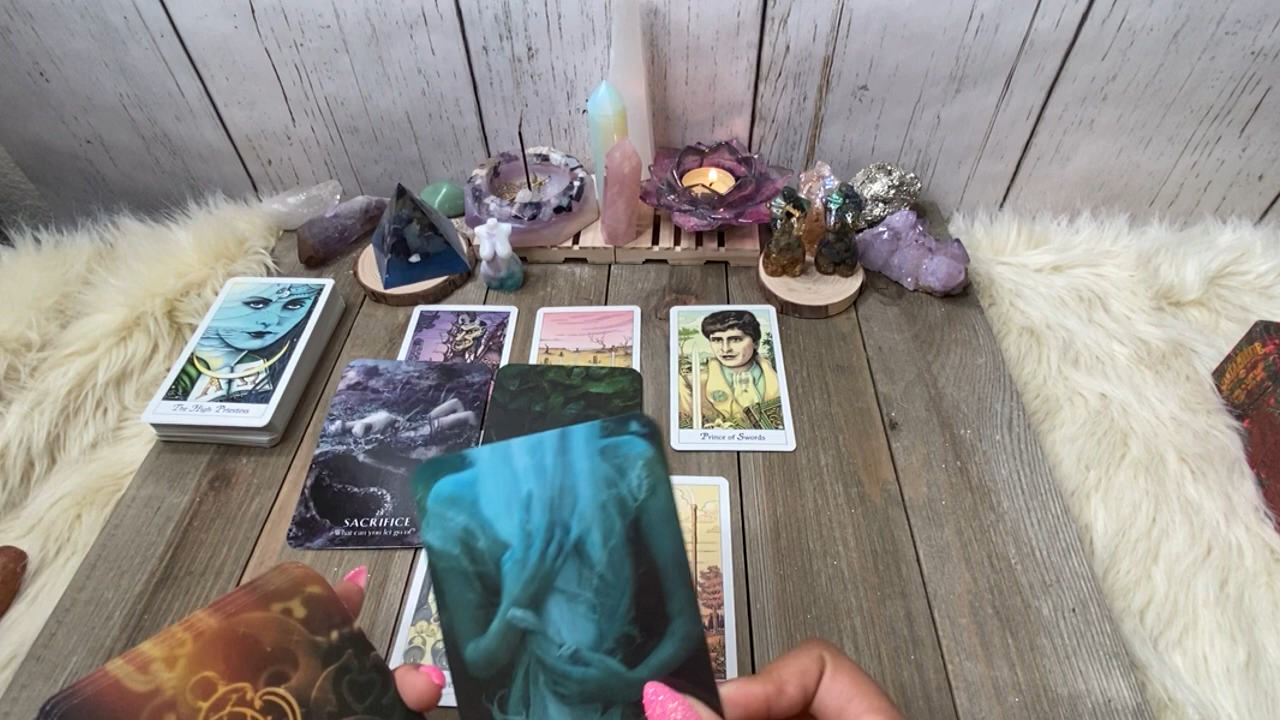 The High Priestess
Prince of Swords
SACRIFICE
What can you let go of?